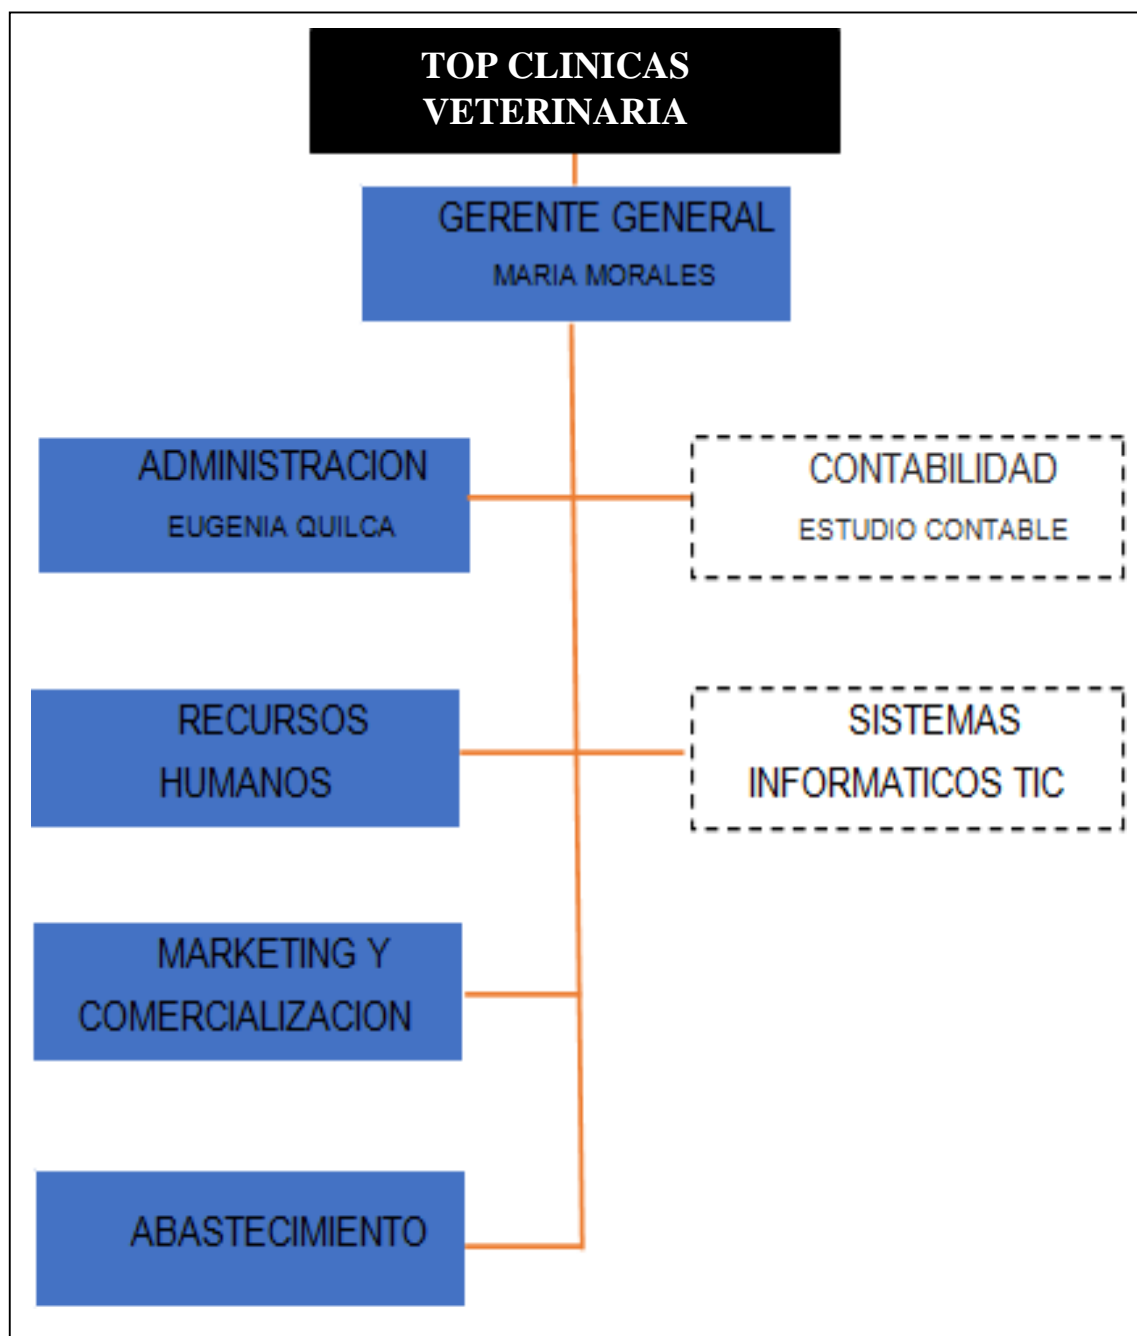 TOP CLINICAS
VETERINARIA
GERENTE GENERAL
MARIA MORALES
ADMINISTRACION
EUGENIA QUILCA
CONTABILIDAD
ESTUDIO CONTABLE
RECURSOS
HUMANOS
SISTEMAS
INFORMATICOS TIC
MARKETING Y
COMERCIALIZACION
ABASTECIMIENTO